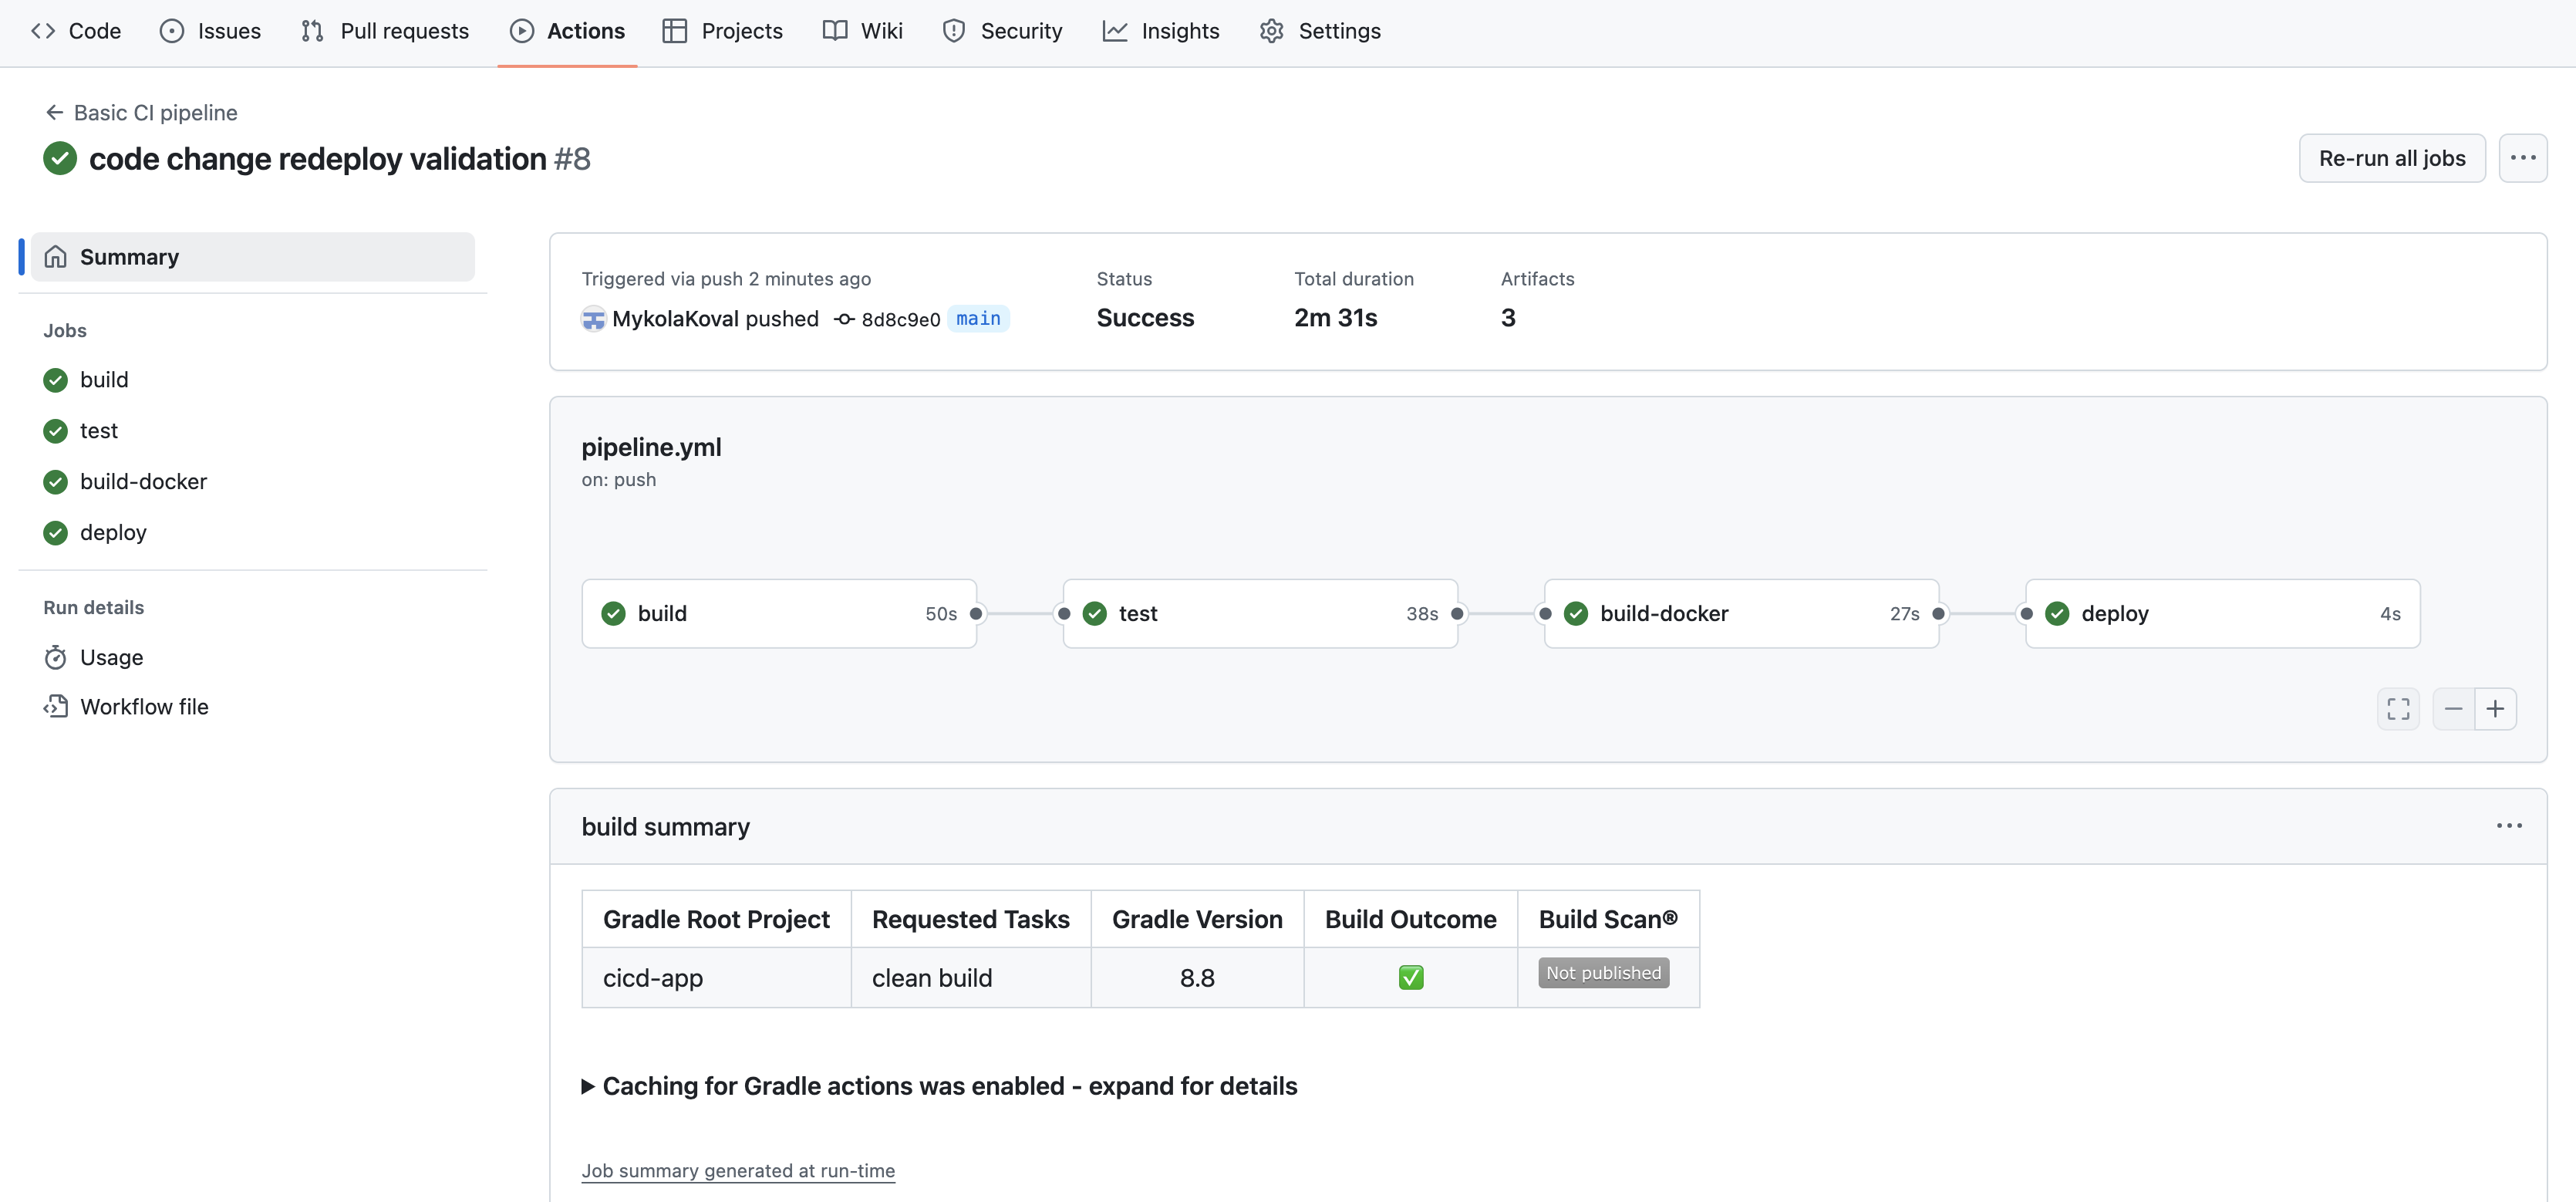 Code Issues Pull requests Actions Projects Wiki Security Insights Settings
Basic CI pipeline
code change redeploy validation #8
Re-run all jobs
Summary
Jobs
build
test
build-docker
deploy
Run details
Usage
Workflow file
Triggered via push 2 minutes ago
MykolaKoval pushed 8d8c9e0 main
Status
Success
Total duration
2m 31s
Artifacts
3
pipeline.yml
on: push
build 50s
test 38s
build-docker 27s
deploy 4s
build summary
Gradle Root Project Requested Tasks Gradle Version Build Outcome Build Scan®
cicd-app clean build 8.8 Not published
Caching for Gradle actions was enabled - expand for details
Job summary generated at run-time